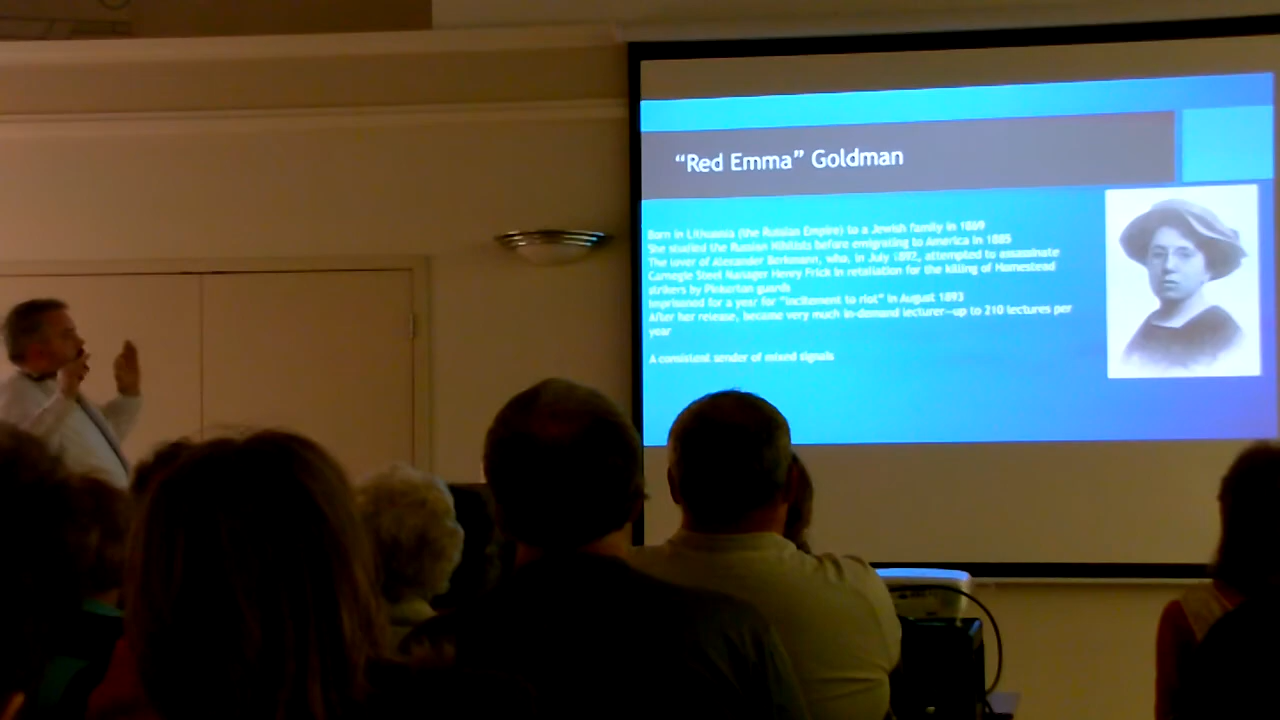 “Red Emma” Goldman
Born in Lithuania (the Russian Empire) to a Jewish family in 1869
She studied the Russian Nihilists before emigrating to America in 1885
The lover of Alexander Berkmann, who, in July 1892, attempted to assassinate
Carnegie Steel Manager Henry Frick in retaliation for the killing of Homestead
strikers by Pinkerton guards
Imprisoned for a year for “incitement to riot” in August 1893
After her release, became very much in-demand lecturer—up to 210 lectures per
year
A consistent sender of mixed signals